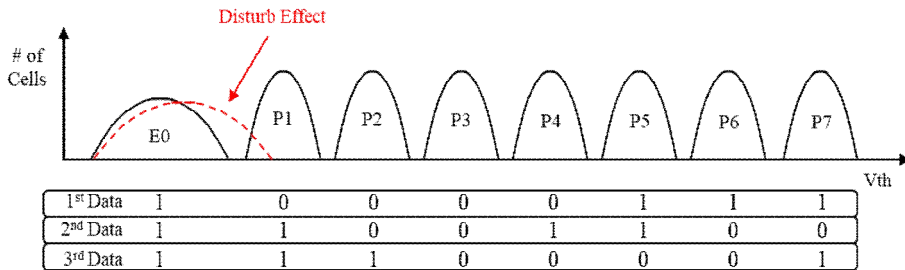 Disturb Effect
# of
Cells
E0 P1 P2 P3 P4 P5 P6 P7
Vth
1st Data 1 0 0 0 0 1 1 1
2nd Data 1 1 0 0 1 1 0 0
3rd Data 1 1 1 0 0 0 0 1